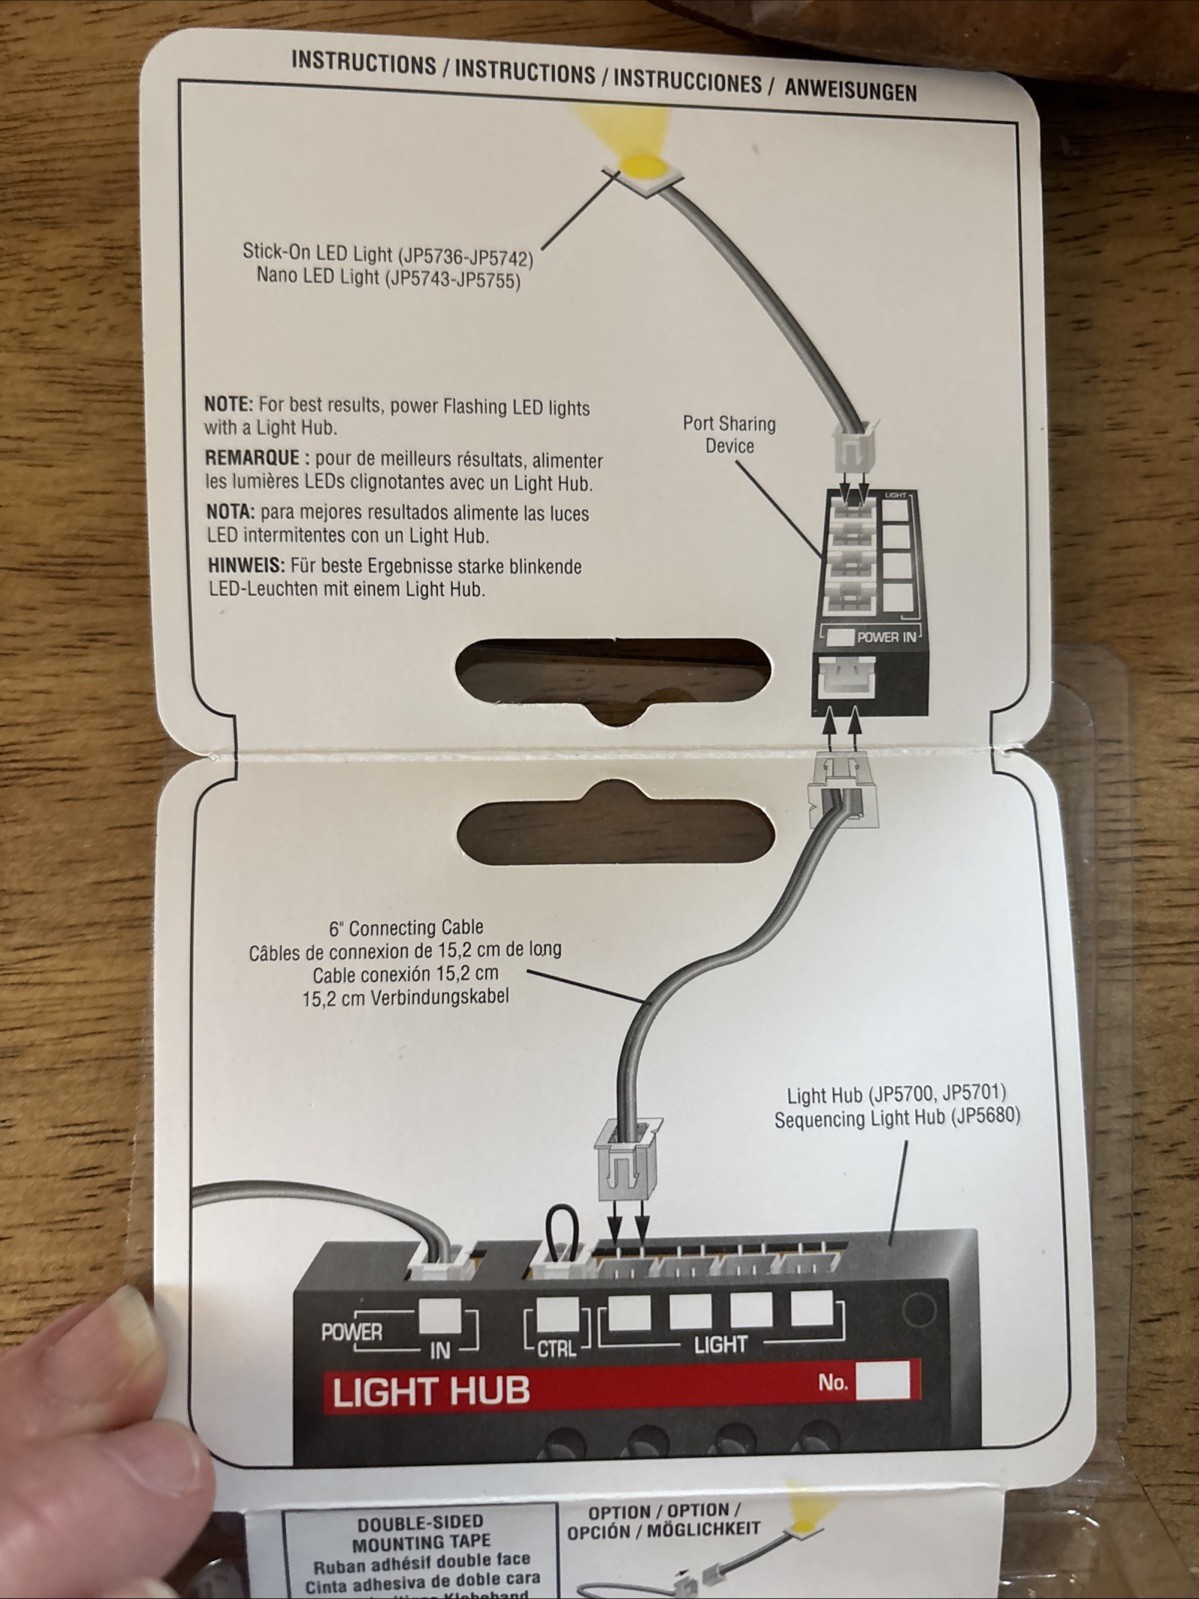 INSTRUCTIONS / INSTRUCTIONS / INSTRUCCIONES / ANWEISUNGEN
Stick-On LED Light (JP5736-JP5742)
Nano LED Light (JP5743-JP5755)
NOTE: For best results, power Flashing LED lights
with a Light Hub.
REMARQUE : pour de meilleurs résultats, alimenter
les lumières LEDs clignotantes avec un Light Hub.
NOTA: para mejores resultados alimente las luces
LED intermitentes con un Light Hub.
HINWEIS: Für beste Ergebnisse starke blinkende
LED-Leuchten mit einem Light Hub.
Port Sharing
Device
LIGHT
POWER IN
6" Connecting Cable
Câbles de connexion de 15,2 cm de long
Cable conexión 15,2 cm
15,2 cm Verbindungskabel
Light Hub (JP5700, JP5701)
Sequencing Light Hub (JP5680)
POWER
IN
CTRL
LIGHT
LIGHT HUB
No.
DOUBLE-SIDED
MOUNTING TAPE
Ruban adhésif double face
Cinta adhesiva de doble cara
OPTION / OPTION /
OPCIÓN / MÖGLICHKEIT